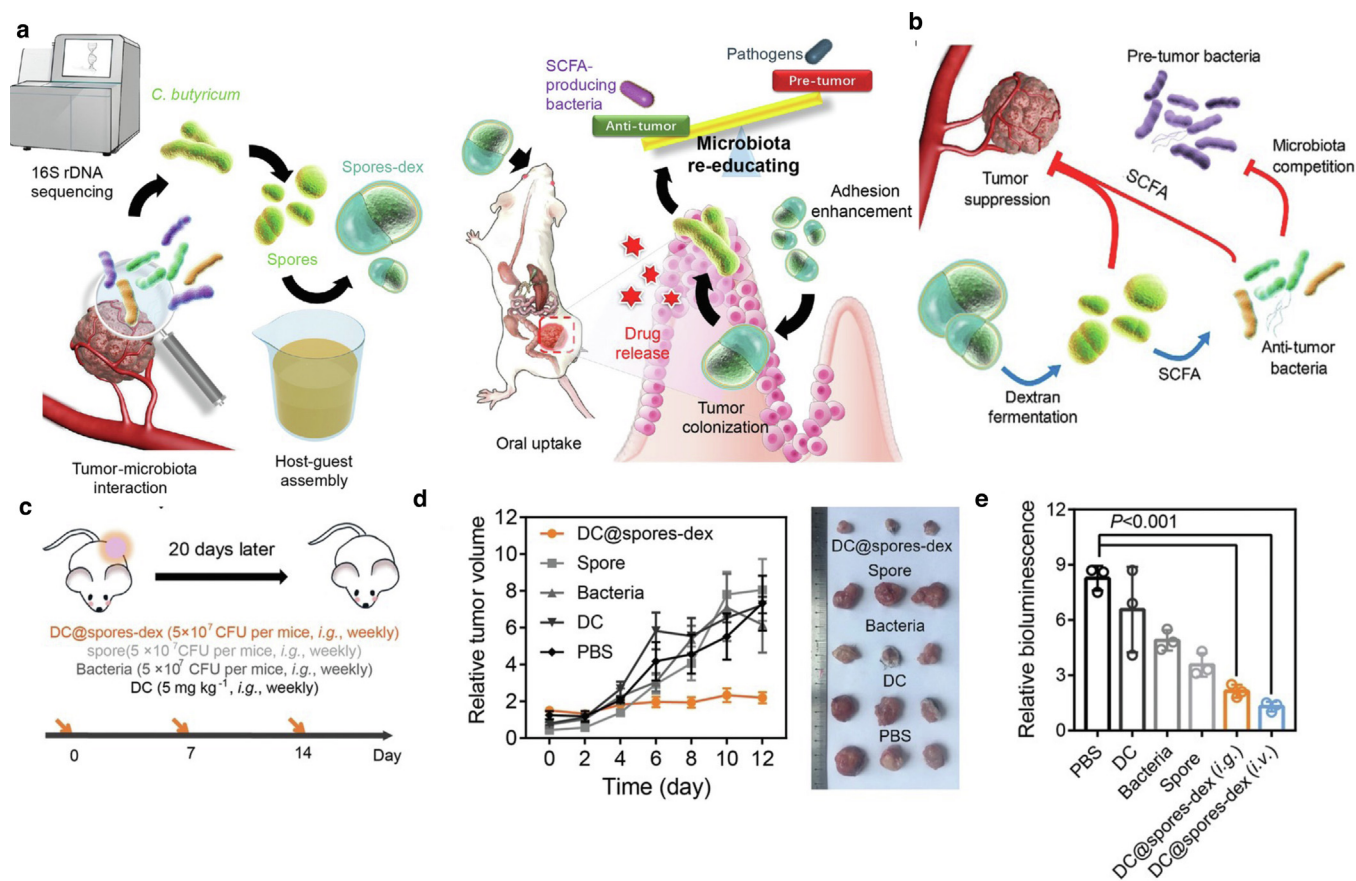 a
16S rDNA
sequencing
C. butyricum
Spores-dex
Spores
Tumor-microbiota
interaction
Host-guest
assembly
SCFA-
producing
bacteria
Pathogens
Pre-tumor
Anti-tumor
Microbiota
re-educating
Adhesion
enhancement
Drug
release
Tumor
colonization
Oral uptake
b
Pre-tumor bacteria
Tumor
suppression
SCFA
Microbiota
competition
Anti-tumor
bacteria
SCFA
Dextran
fermentation
c
20 days later
DC@spores-dex (5×10⁷ CFU per mice, i.g., weekly)
spore(5 ×10⁷CFU per mice, i.g., weekly)
Bacteria (5 ×10⁷ CFU per mice, i.g., weekly)
DC (5 mg kg⁻¹, i.g., weekly)
0 7 14 Day
d
Relative tumor volume
12
10
8
6
4
2
0
DC@spores-dex
Spore
Bacteria
DC
PBS
0 2 4 6 8 10 12
Time (day)
DC@spores-dex
Spore
Bacteria
DC
PBS
e
Relative bioluminescence
12
9
6
3
0
P<0.001
PBS
DC
Bacteria
Spore
DC@spores-dex (i.g.)
DC@spores-dex (i.v.)